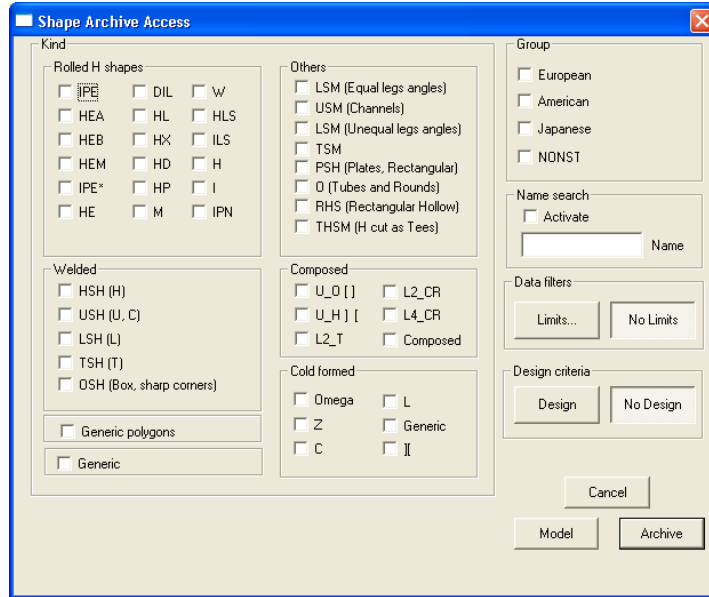 Shape Archive Access
Kind
Rolled H shapes
IPE DIL W
HEA HL HLS
HEB HX ILS
HEM HD H
IPE* HP I
HE M IPN
Others
LSM (Equal legs angles)
USM (Channels)
LSM (Unequal legs angles)
TSM
PSH (Plates, Rectangular)
O (Tubes and Rounds)
RHS (Rectangular Hollow)
THSM (H cut as Tees)
Welded
HSH (H)
USH (U, C)
LSH (L)
TSH (T)
OSH (Box, sharp corners)
Composed
U_O [ ] L2_CR
U_H ] [ L4_CR
L2_T Composed
Cold formed
Omega L
Z Generic
C ][
Generic polygons
Generic
Group
European
American
Japanese
NONST
Name search
Activate
Name
Data filters
Limits... No Limits
Design criteria
Design No Design
Cancel
Model Archive